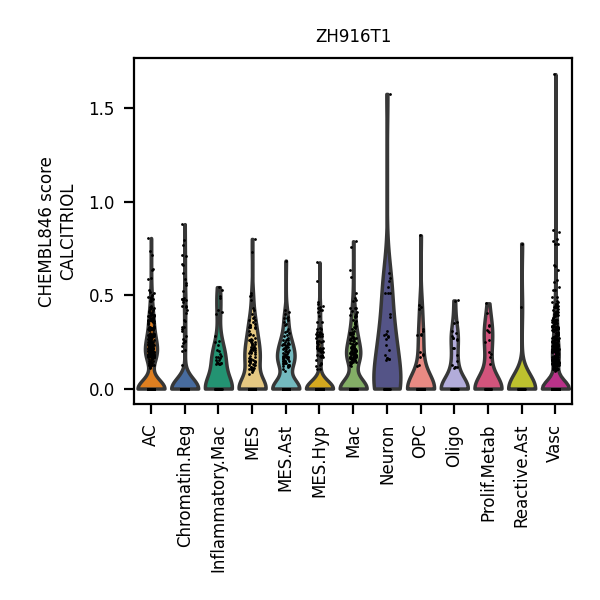 ZH916T1
CHEMBL846 score
CALCITRIOL
1.5
1.0
0.5
0.0
AC
Chromatin.Reg
Inflammatory.Mac
MES
MES.Ast
MES.Hyp
Mac
Neuron
OPC
Oligo
Prolif.Metab
Reactive.Ast
Vasc